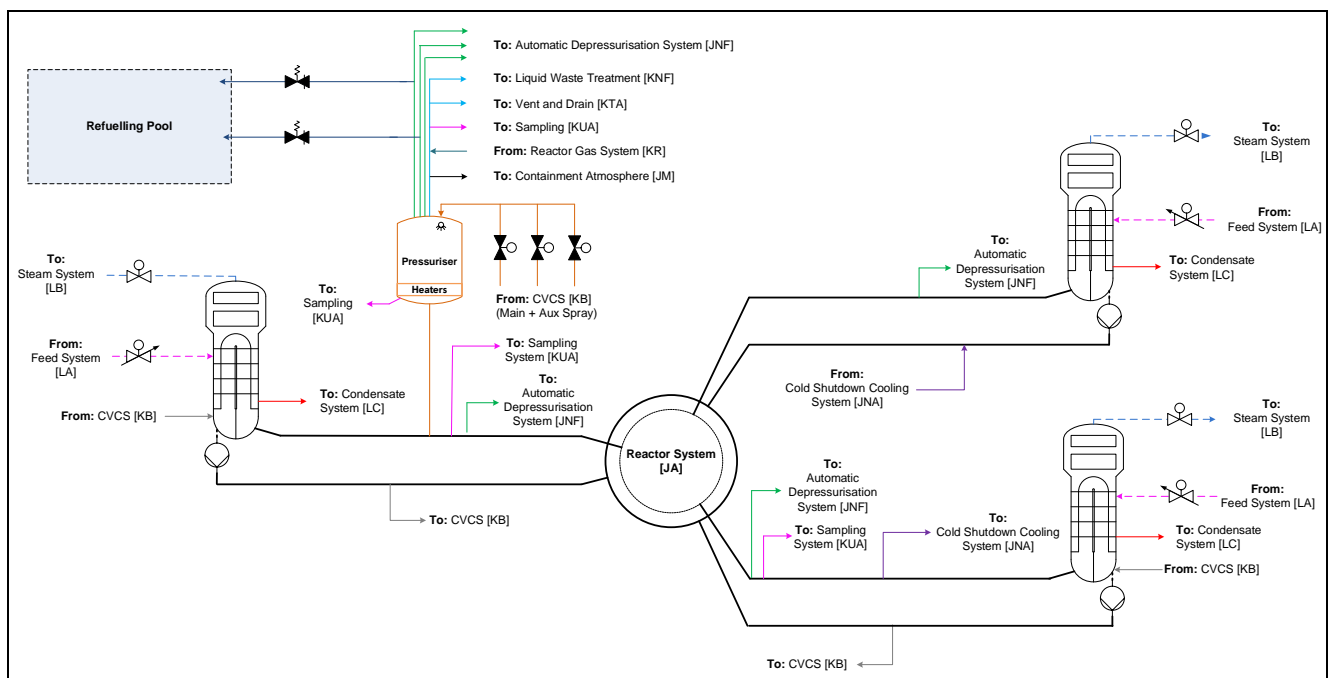 To: Automatic Depressurisation System [JNF]
To: Liquid Waste Treatment [KNF]
To: Vent and Drain [KTA]
To: Sampling [KUA]
From: Reactor Gas System [KR]
To: Containment Atmosphere [JM]
Refuelling Pool
Pressuriser
Heaters
From: CVCS [KB]
(Main + Aux Spray)
To:
Sampling
[KUA]
To:
Steam System
[LB]
From:
Feed System
[LA]
From: CVCS [KB]
To: Condensate
System [LC]
To: Sampling
System [KUA]
To:
Automatic
Depressurisation
System [JNF]
To: CVCS [KB]
Reactor System
[JA]
To:
Automatic
Depressurisation
System [JNF]
From:
Cold Shutdown Cooling
System [JNA]
To:
Steam System
[LB]
From:
Feed System [LA]
To: Condensate
System [LC]
To:
Automatic
Depressurisation
System [JNF]
To: Sampling
System [KUA]
To:
Cold Shutdown Cooling
System [JNA]
To:
Steam System
[LB]
From:
Feed System [LA]
To: Condensate
System [LC]
From: CVCS [KB]
To: CVCS [KB]